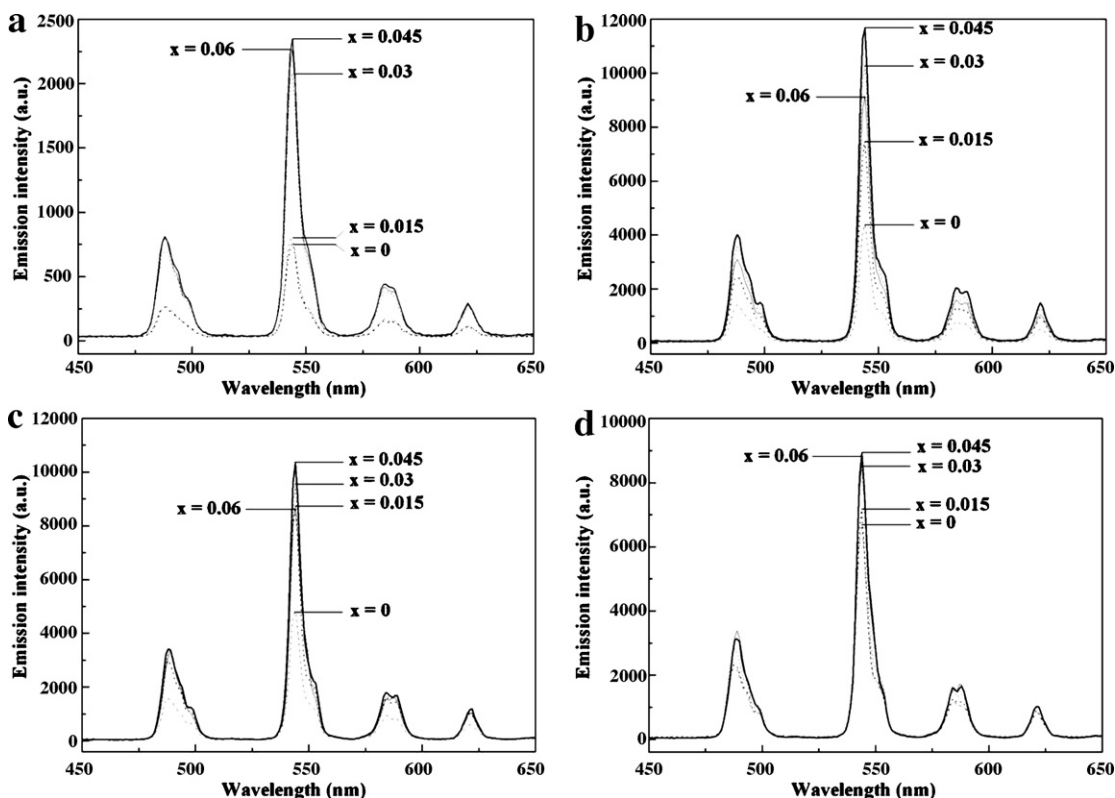 a
2500
2000
1500
1000
500
0
Emission intensity (a.u.)
x = 0.06
x = 0.045
x = 0.03
x = 0.015
x = 0
450
500
550
600
650
Wavelength (nm)
b
12000
10000
8000
6000
4000
2000
0
Emission intensity (a.u.)
x = 0.045
x = 0.03
x = 0.06
x = 0.015
x = 0
450
500
550
600
650
Wavelength (nm)
c
12000
10000
8000
6000
4000
2000
0
Emission intensity (a.u.)
x = 0.045
x = 0.03
x = 0.015
x = 0.06
x = 0
450
500
550
600
650
Wavelength (nm)
d
10000
8000
6000
4000
2000
0
Emission intensity (a.u.)
x = 0.06
x = 0.045
x = 0.03
x = 0.015
x = 0
450
500
550
600
650
Wavelength (nm)